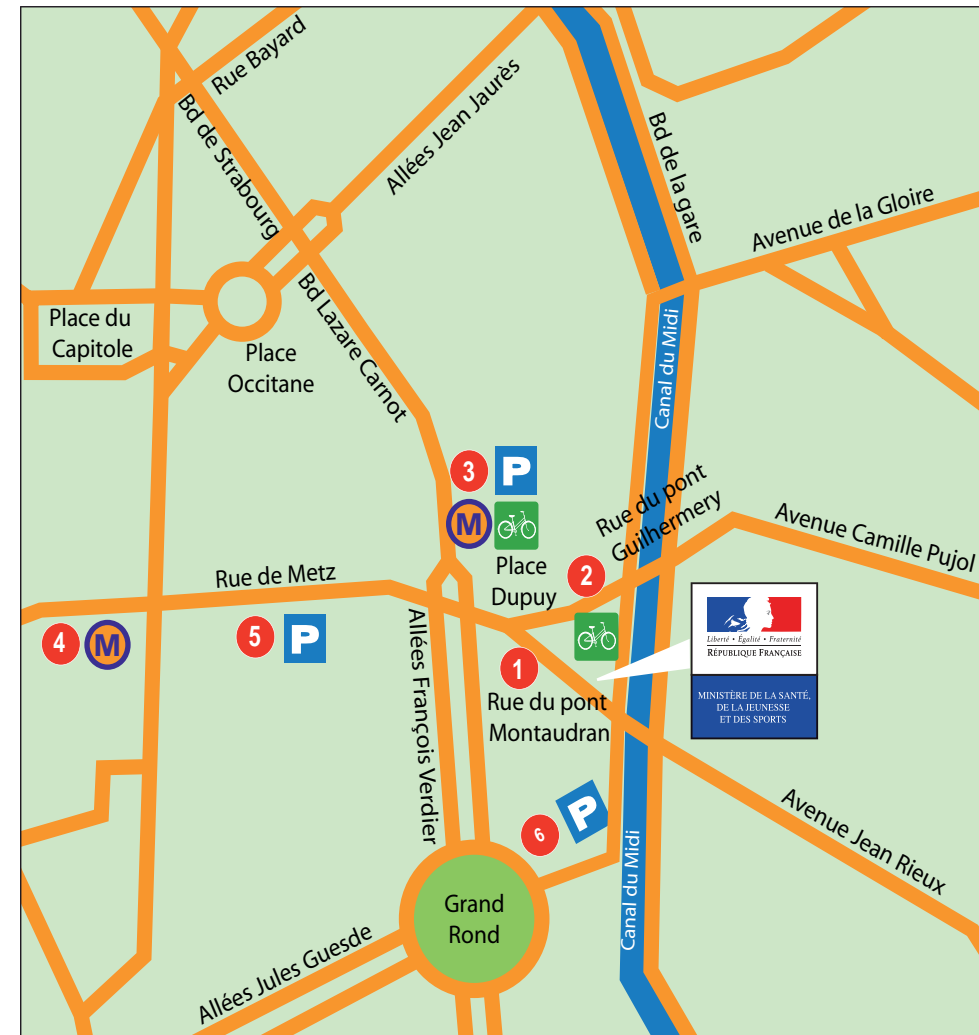 Rue Bayard
Bd de Strabourg
Allées Jean Jaurès
Bd de la gare
Avenue de la Gloire
Place du
Capitole
Place
Occitane
Bd Lazare Carnot
Canal du Midi
3
P
M
Place
Dupuy
Rue du pont
Guilhermery
2
Avenue Camille Pujol
Rue de Metz
4
M
5
P
Allées François Verdier
1
Rue du pont
Montaudran
Liberté • Égalité • Fraternité
RÉPUBLIQUE FRANÇAISE
MINISTÈRE DE LA SANTÉ,
DE LA JEUNESSE
ET DES SPORTS
6
P
Avenue Jean Rieux
Canal du Midi
Grand
Rond
Allées Jules Guesde